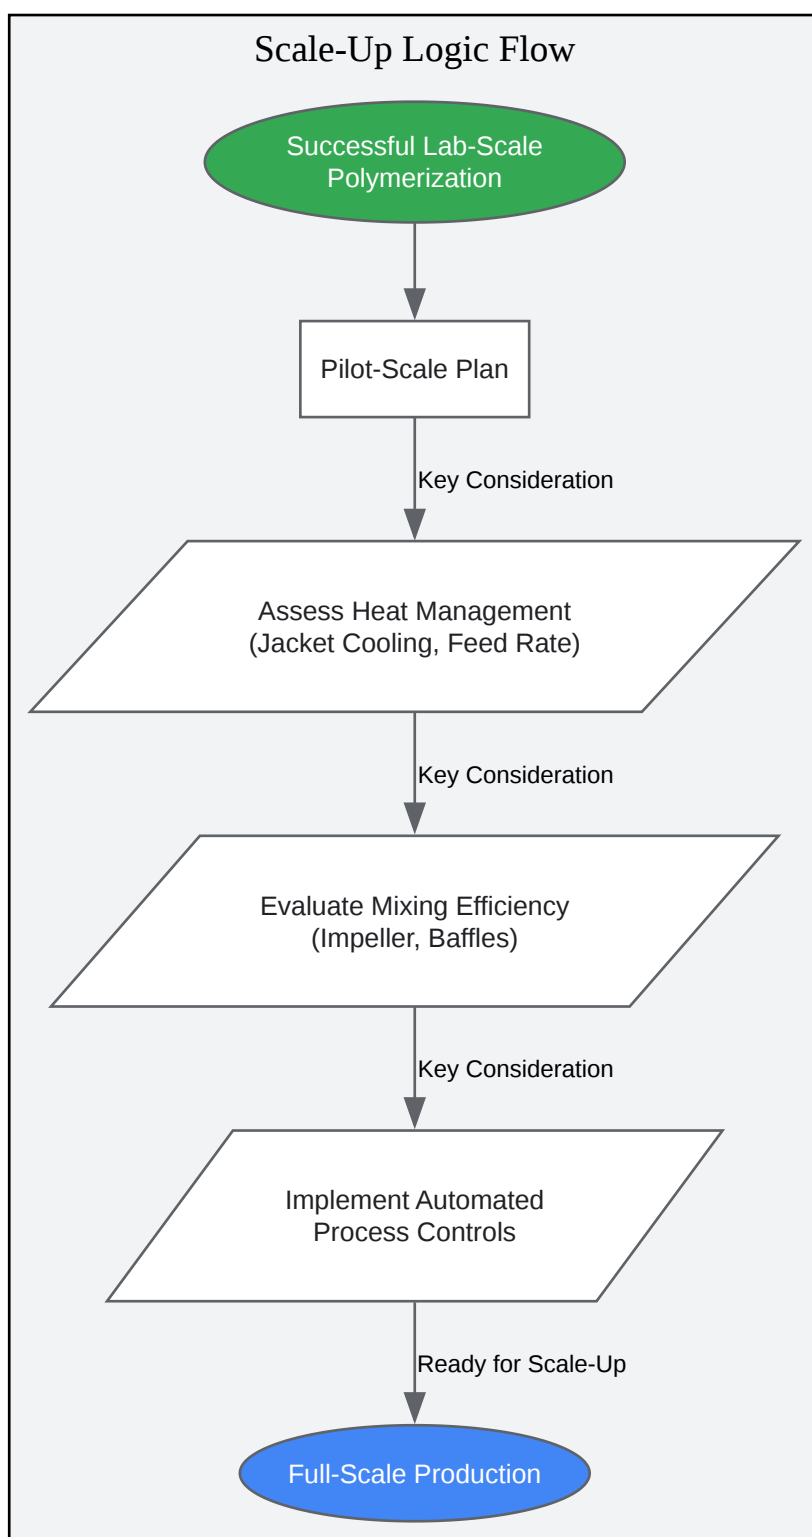 Scale-Up Logic Flow
Successful Lab-Scale
Polymerization
Pilot-Scale Plan
Key Consideration
Assess Heat Management
(Jacket Cooling, Feed Rate)
Key Consideration
Evaluate Mixing Efficiency
(Impeller, Baffles)
Key Consideration
Implement Automated
Process Controls
Ready for Scale-Up
Full-Scale Production